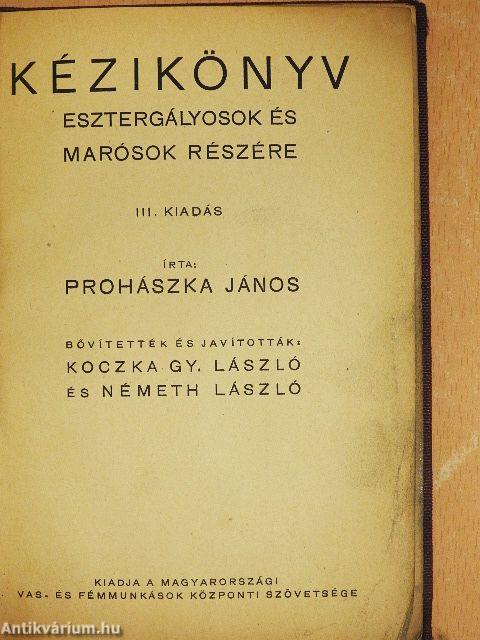 KÉZIKÖNYV
ESZTERGÁLYOSOK ÉS
MARÓSOK RÉSZÉRE
III. KIADÁS
ÍRTA:
PROHÁSZKA JÁNOS
BŐVÍTETTÉK ÉS JAVÍTOTTÁK:
KOCZKA GY. LÁSZLÓ
ÉS NÉMETH LÁSZLÓ
KIADJA A MAGYARORSZÁGI
VAS- ÉS FÉMMUNKÁSOK KÖZPONTI SZÖVETSÉGE
Antikvárium.hu